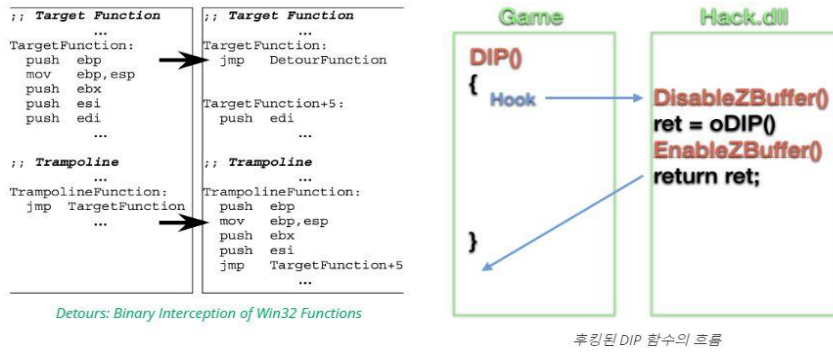 ;; Target Function
...
TargetFunction:
push ebp
mov ebp,esp
push ebx
push esi
push edi
...
;; Trampoline
...
TrampolineFunction:
jmp TargetFunction
...
;; Target Function
...
TargetFunction:
jmp DetourFunction
TargetFunction+5:
push edi
...
;; Trampoline
...
TrampolineFunction:
push ebp
mov ebp,esp
push ebx
push esi
jmp TargetFunction+5
...
Detours: Binary Interception of Win32 Functions
Game
DIP()
{
Hook
}
Hack.dll
DisableZBuffer()
ret = oDIP()
EnableZBuffer()
return ret;
후킹된 DIP 함수의 흐름